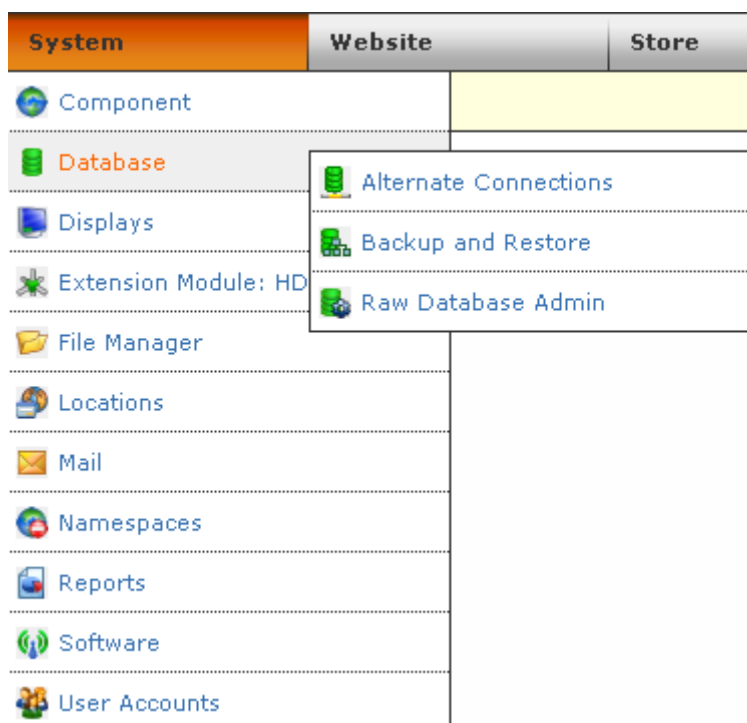 System
Website
Store
Component
Database
Alternate Connections
Backup and Restore
Raw Database Admin
Displays
Extension Module: HD
File Manager
Locations
Mail
Namespaces
Reports
Software
User Accounts